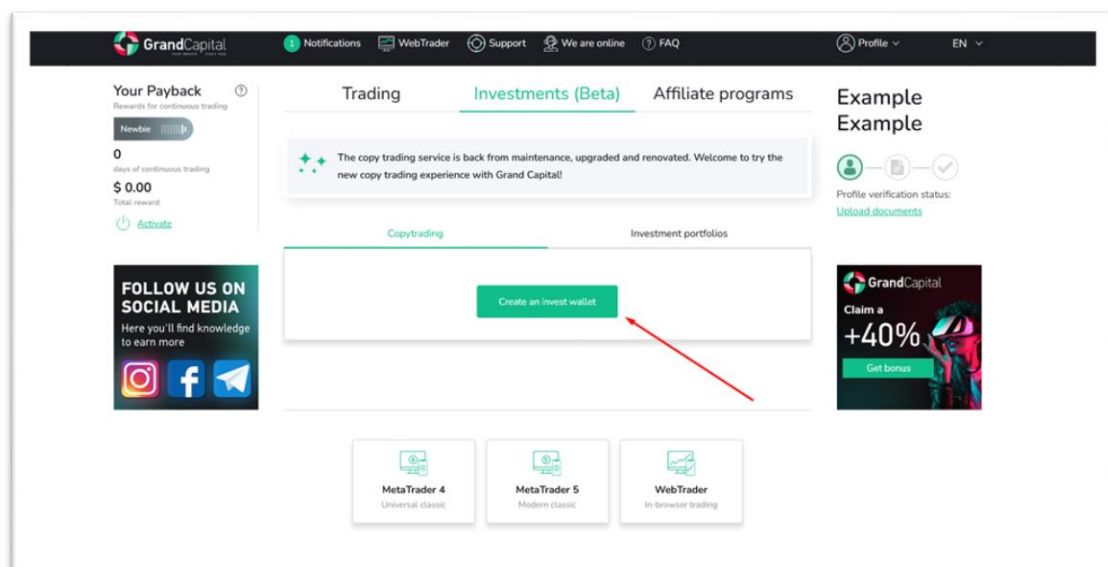 GrandCapital
1 Notifications
WebTrader
Support
We are online
FAQ
Profile
EN
Your Payback
Rewards for continuous trading
Newbie
0
days of continuous trading
$ 0.00
Total reward
Activate
FOLLOW US ON
SOCIAL MEDIA
Here you'll find knowledge
to earn more
Trading
Investments (Beta)
Affiliate programs
The copy trading service is back from maintenance, upgraded and renovated. Welcome to try the
new copy trading experience with Grand Capital!
Copytrading
Investment portfolios
Create an invest wallet
MetaTrader 4
Universal classic
MetaTrader 5
Modern classic
WebTrader
In-browser trading
Example
Example
Profile verification status:
Upload documents
GrandCapital
Claim a
+40%
Get bonus